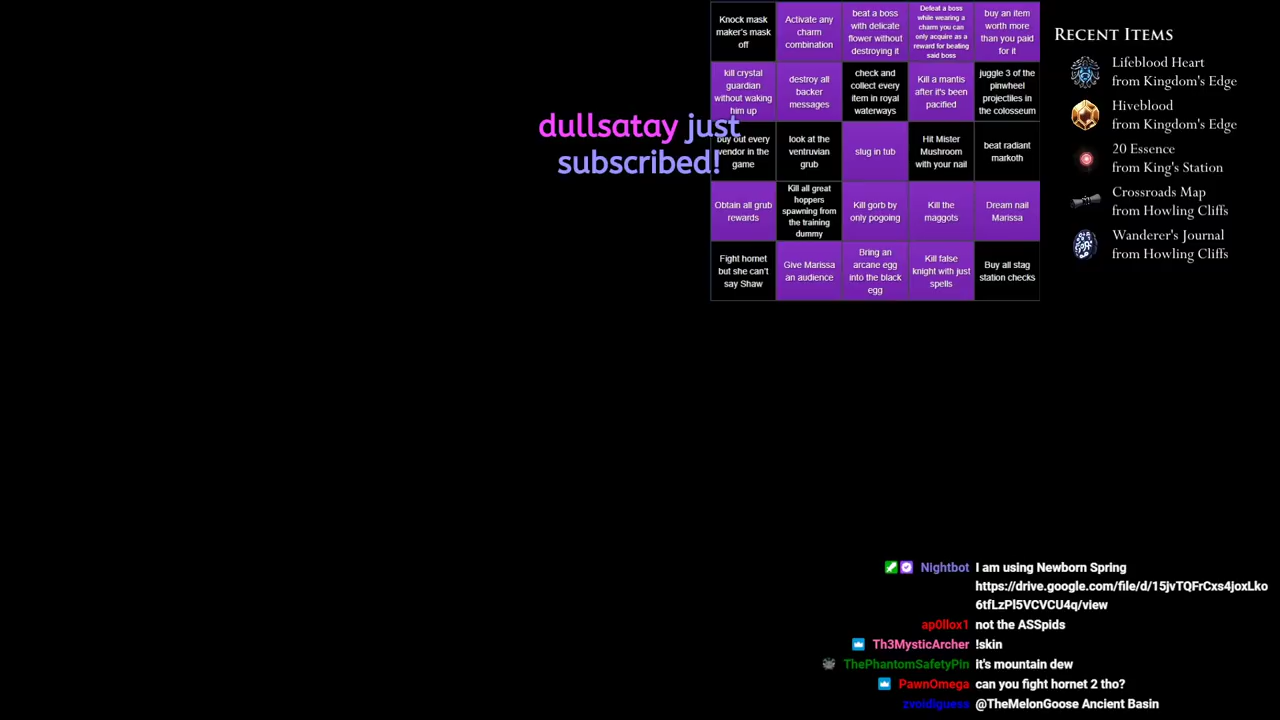 Knock mask
maker's mask
off
Activate any
charm
combination
beat a boss
with delicate
flower without
destroying it
Defeat a boss
while wearing a
charm you can
only acquire as a
reward for beating
said boss
buy an item
worth more
than you paid
for it
kill crystal
guardian
without waking
him up
destroy all
backer
messages
check and
collect every
item in royal
waterways
Kill a mantis
after it's been
pacified
juggle 3 of the
pinwheel
projectiles in
the colosseum
buy out every
vendor in the
game
look at the
ventruvian
grub
slug in tub
Hit Mister
Mushroom
with your nail
beat radiant
markoth
Obtain all grub
rewards
Kill all great
hoppers
spawning from
the training
dummy
Kill gorb by
only pogoing
Kill the
maggots
Dream nail
Marissa
Fight hornet
but she can't
say Shaw
Give Marissa
an audience
Bring an
arcane egg
into the black
egg
Kill false
knight with just
spells
Buy all stag
station checks
dullsatay just
subscribed!
RECENT ITEMS
Lifeblood Heart
from Kingdom's Edge
Hiveblood
from Kingdom's Edge
20 Essence
from King's Station
Crossroads Map
from Howling Cliffs
Wanderer's Journal
from Howling Cliffs
Nightbot I am using Newborn Spring
https://drive.google.com/file/d/15jvTQFrCxs4joxLko
6tfLzPl5VCVCU4q/view
ap0llox1 not the ASSpids
Th3MysticArcher !skin
ThePhantomSafetyPin it's mountain dew
PawnOmega can you fight hornet 2 tho?
zvoidiguess @TheMelonGoose Ancient Basin